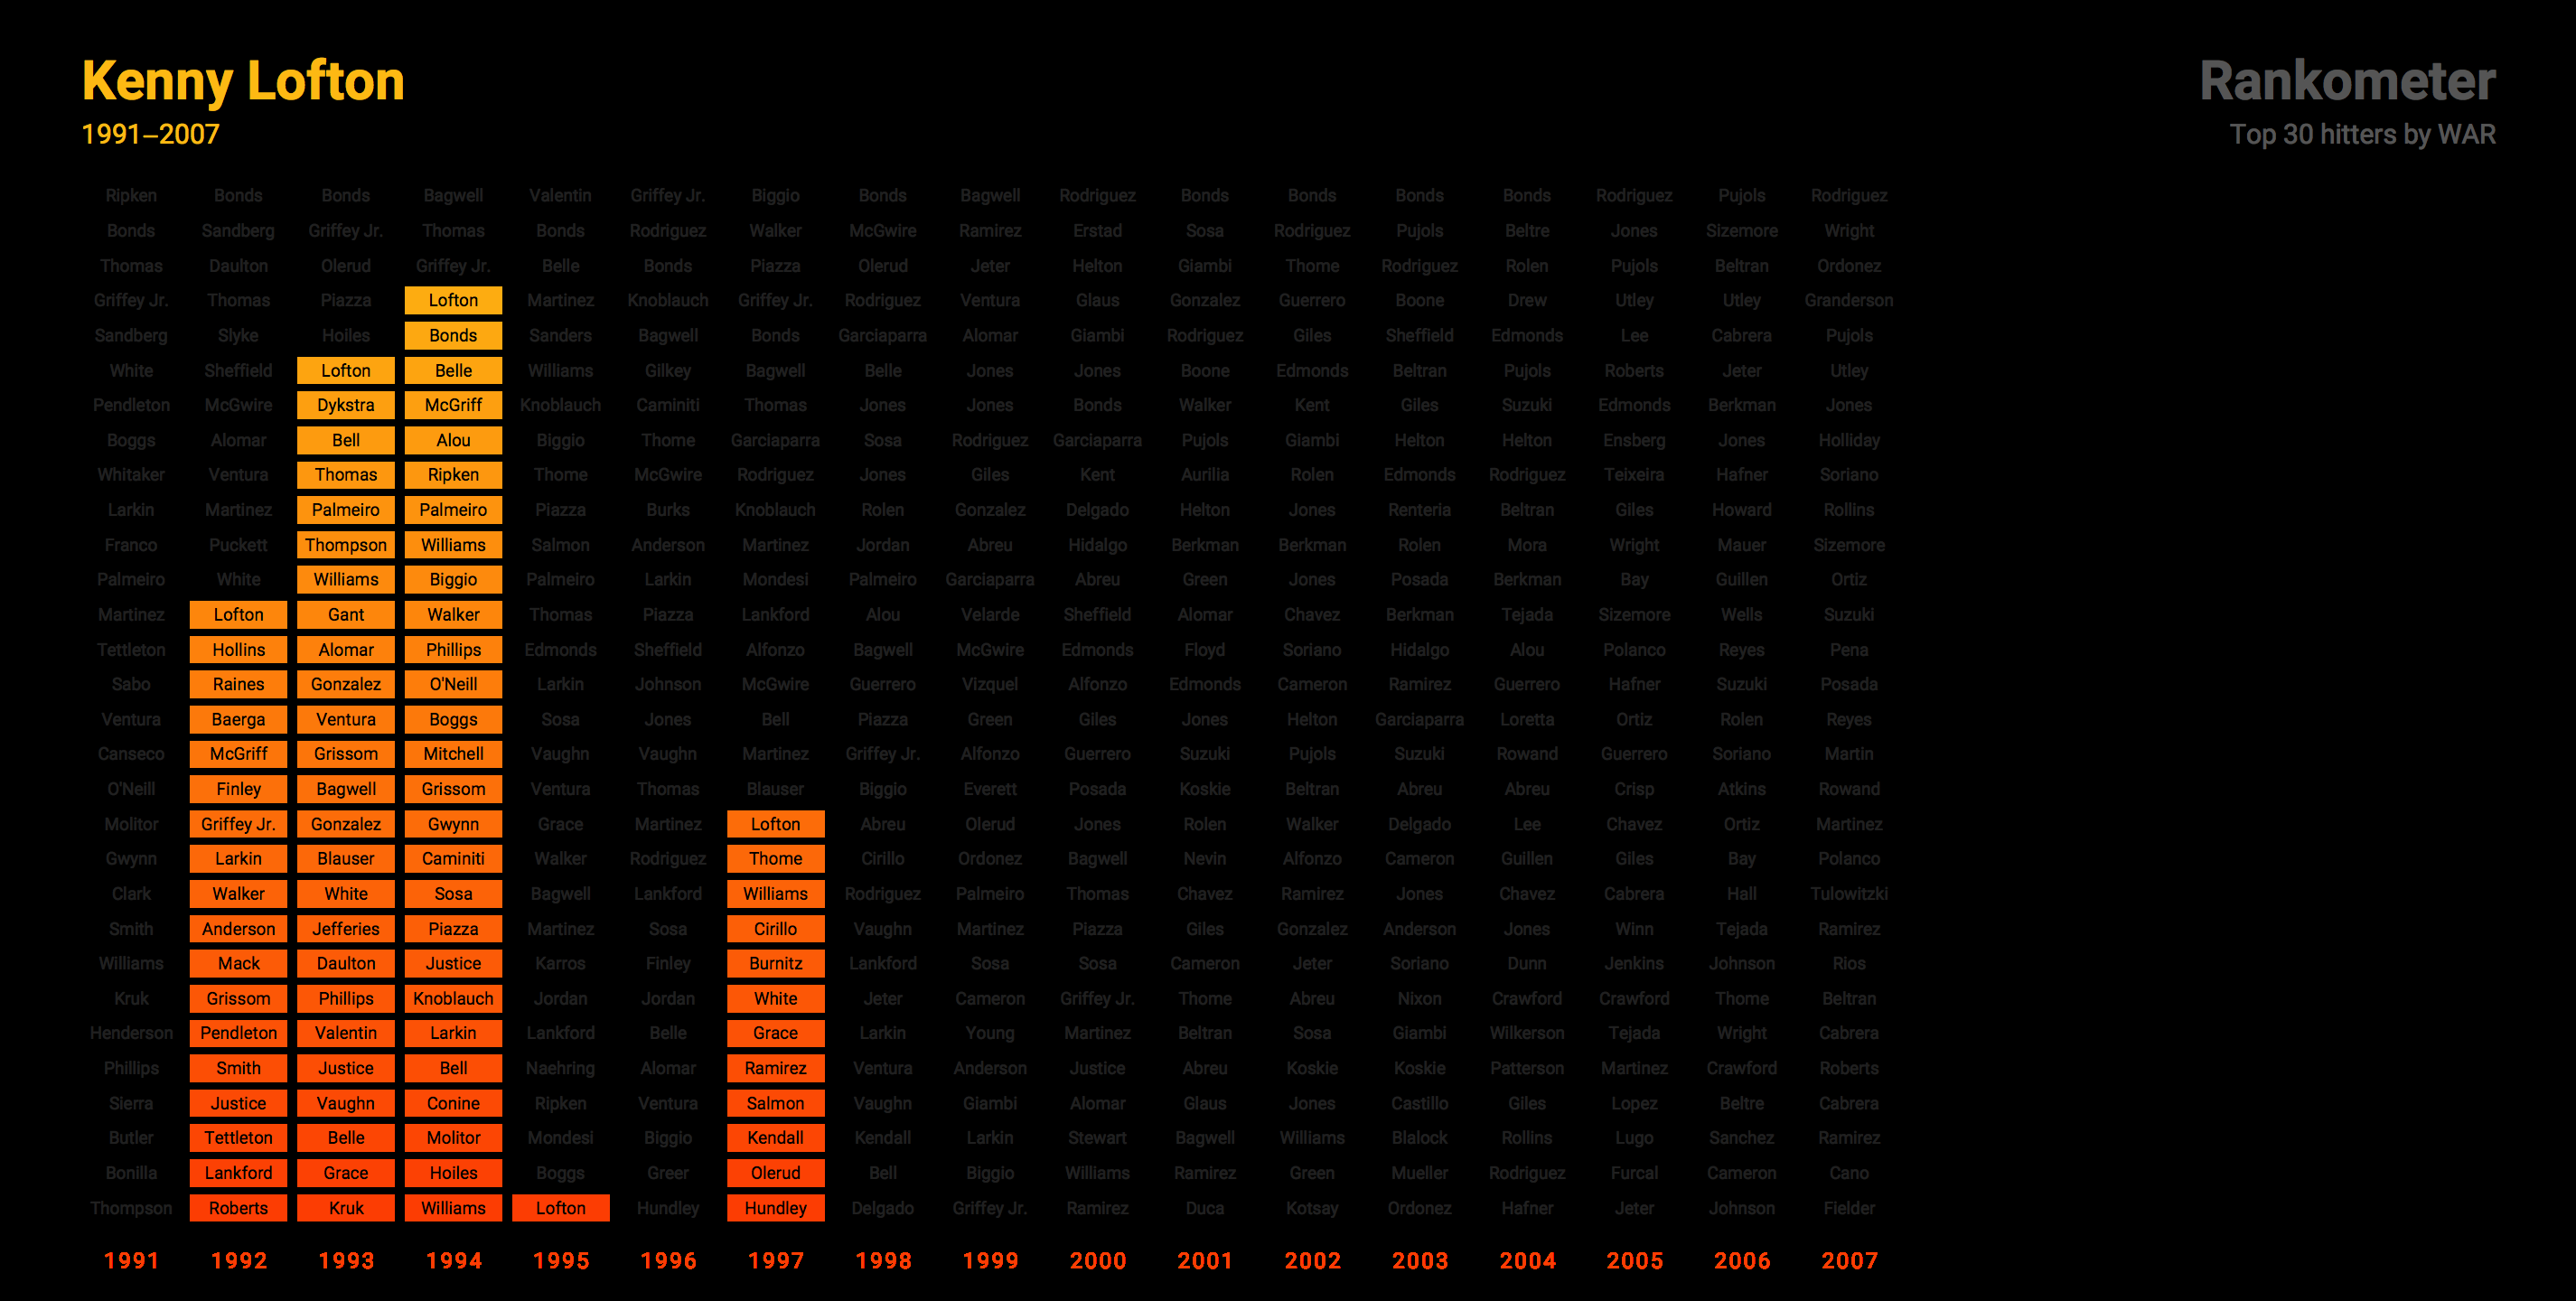 Kenny Lofton
1991–2007
Rankometer
Top 30 hitters by WAR
Ripken Bonds Bonds Bagwell Valentin Griffey Jr. Biggio Bonds Bagwell Rodriguez Bonds Bonds Bonds Bonds Rodriguez Pujols Rodriguez
Bonds Sandberg Griffey Jr. Thomas Bonds Rodriguez Walker McGwire Ramirez Erstad Sosa Rodriguez Pujols Beltre Jones Sizemore Wright
Thomas Daulton Olerud Griffey Jr. Belle Bonds Piazza Olerud Jeter Helton Giambi Thome Rodriguez Rolen Pujols Beltran Ordonez
Griffey Jr. Thomas Piazza Lofton Martinez Knoblauch Griffey Jr. Rodriguez Ventura Glaus Gonzalez Guerrero Boone Drew Utley Utley Granderson
Sandberg Slyke Hoiles Bonds Sanders Bagwell Bonds Garciaparra Alomar Giambi Rodriguez Giles Sheffield Edmonds Lee Cabrera Pujols
White Sheffield Lofton Belle Williams Gilkey Bagwell Belle Jones Jones Boone Edmonds Beltran Pujols Roberts Jeter Utley
Pendleton McGwire Dykstra McGriff Knoblauch Caminiti Thomas Jones Jones Bonds Walker Kent Giles Suzuki Edmonds Berkman Jones
Boggs Alomar Bell Alou Biggio Thome Garciaparra Sosa Rodriguez Garciaparra Pujols Giambi Helton Helton Ensberg Jones Holliday
Whitaker Ventura Thomas Ripken Thome McGwire Rodriguez Jones Giles Kent Aurilia Rolen Edmonds Rodriguez Teixeira Hafner Soriano
Larkin Martinez Palmeiro Palmeiro Piazza Burks Knoblauch Rolen Gonzalez Delgado Helton Jones Renteria Beltran Giles Howard Rollins
Franco Puckett Thompson Williams Salmon Anderson Martinez Jordan Abreu Hidalgo Berkman Berkman Rolen Mora Wright Mauer Sizemore
Palmeiro White Williams Biggio Palmeiro Larkin Mondesi Palmeiro Garciaparra Abreu Green Jones Posada Berkman Bay Guillen Ortiz
Martinez Lofton Gant Walker Thomas Piazza Lankford Alou Velarde Sheffield Alomar Chavez Berkman Tejada Sizemore Wells Suzuki
Tettleton Hollins Alomar Phillips Edmonds Sheffield Alfonzo Bagwell McGwire Edmonds Floyd Soriano Hidalgo Alou Polanco Reyes Pena
Sabo Raines Gonzalez O'Neill Larkin Johnson McGwire Guerrero Vizquel Alfonzo Edmonds Cameron Ramirez Guerrero Hafner Suzuki Posada
Ventura Baerga Ventura Boggs Sosa Jones Bell Piazza Green Giles Jones Helton Garciaparra Loretta Ortiz Rolen Reyes
Canseco McGriff Grissom Mitchell Vaughn Vaughn Martinez Griffey Jr. Alfonzo Guerrero Suzuki Pujols Suzuki Rowand Guerrero Soriano Martin
O'Neill Finley Bagwell Grissom Ventura Thomas Blauser Biggio Everett Posada Koskie Beltran Abreu Abreu Crisp Atkins Rowand
Molitor Griffey Jr. Gonzalez Gwynn Grace Martinez Lofton Abreu Olerud Jones Rolen Walker Delgado Lee Chavez Ortiz Martinez
Gwynn Larkin Blauser Caminiti Walker Rodriguez Thome Cirillo Ordonez Bagwell Nevin Alfonzo Cameron Guillen Giles Bay Polanco
Clark Walker White Sosa Bagwell Lankford Williams Rodriguez Palmeiro Thomas Chavez Ramirez Jones Chavez Cabrera Hall Tulowitzki
Smith Anderson Jefferies Piazza Martinez Sosa Cirillo Vaughn Martinez Piazza Giles Gonzalez Anderson Jones Winn Tejada Ramirez
Williams Mack Daulton Justice Karros Finley Burnitz Lankford Sosa Sosa Cameron Jeter Soriano Dunn Jenkins Johnson Rios
Kruk Grissom Phillips Knoblauch Jordan Jordan White Jeter Cameron Griffey Jr. Thome Abreu Nixon Crawford Crawford Thome Beltran
Henderson Pendleton Valentin Larkin Lankford Belle Grace Larkin Young Martinez Beltran Sosa Giambi Wilkerson Tejada Wright Cabrera
Phillips Smith Justice Bell Naehring Alomar Ramirez Ventura Anderson Justice Abreu Koskie Koskie Patterson Martinez Crawford Roberts
Sierra Justice Vaughn Conine Ripken Ventura Salmon Vaughn Giambi Alomar Glaus Jones Castillo Giles Lopez Beltre Cabrera
Butler Tettleton Belle Molitor Mondesi Biggio Kendall Kendall Larkin Stewart Bagwell Williams Blalock Rollins Lugo Sanchez Ramirez
Bonilla Lankford Grace Hoiles Boggs Greer Olerud Bell Biggio Williams Ramirez Green Mueller Rodriguez Furcal Cameron Cano
Thompson Roberts Kruk Williams Lofton Hundley Hundley Delgado Griffey Jr. Ramirez Duca Kotsay Ordonez Hafner Jeter Johnson Fielder
1991 1992 1993 1994 1995 1996 1997 1998 1999 2000 2001 2002 2003 2004 2005 2006 2007